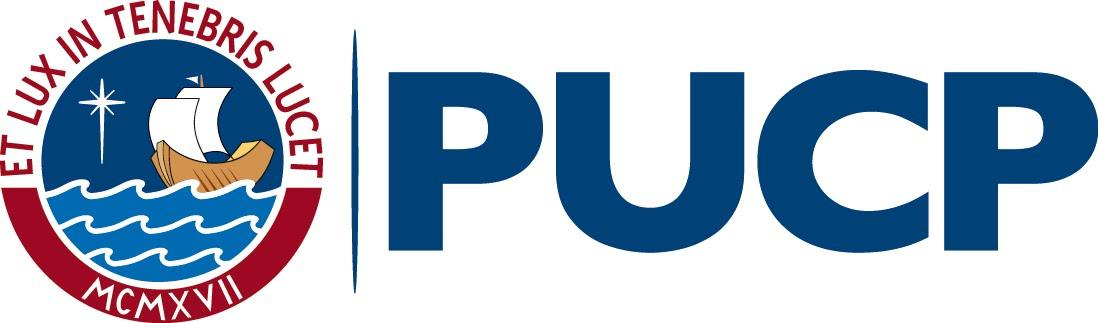 ET LUX IN TENEBRIS LUCET
MCMXVII
PUCP